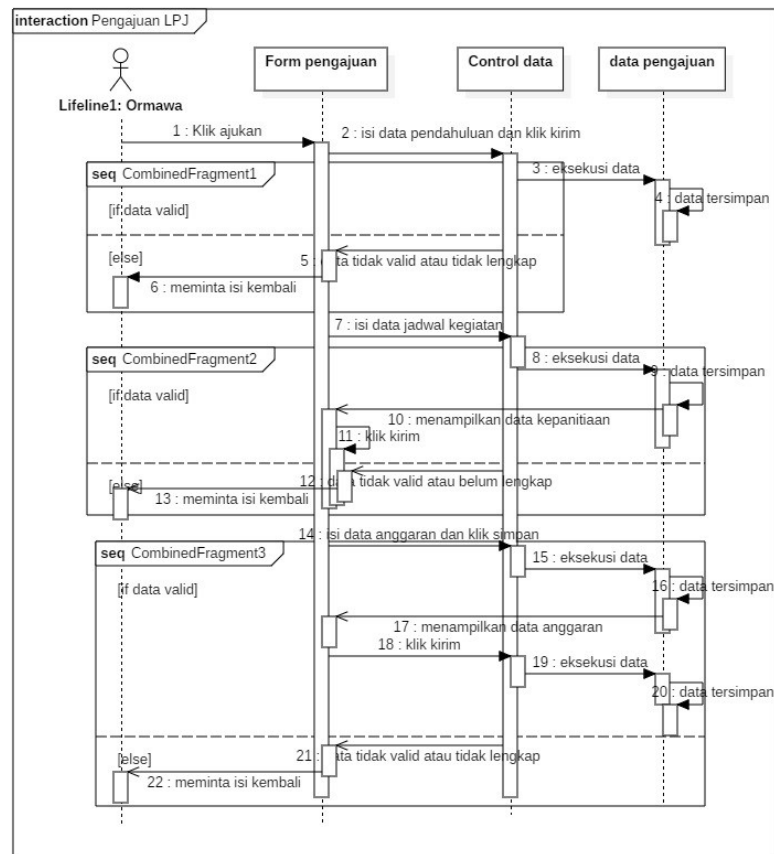 interaction Pengajuan LPJ
Form pengajuan
Control data
data pengajuan
Lifeline1: Ormawa
1 : Klik ajukan
2 : isi data pendahuluan dan klik kirim
seq CombinedFragment1
3 : eksekusi data
[if data valid]
4 : data tersimpan
[else]
5 : data tidak valid atau tidak lengkap
6 : meminta isi kembali
7 : isi data jadwal kegiatan
seq CombinedFragment2
8 : eksekusi data
9 : data tersimpan
[if data valid]
10 : menampilkan data kepanitiaan
11 : klik kirim
[else]
12 : data tidak valid atau belum lengkap
13 : meminta isi kembali
14 : isi data anggaran dan klik simpan
seq CombinedFragment3
15 : eksekusi data
[if data valid]
16 : data tersimpan
17 : menampilkan data anggaran
18 : klik kirim
19 : eksekusi data
20 : data tersimpan
21 : data tidak valid atau tidak lengkap
[else]
22 : meminta isi kembali